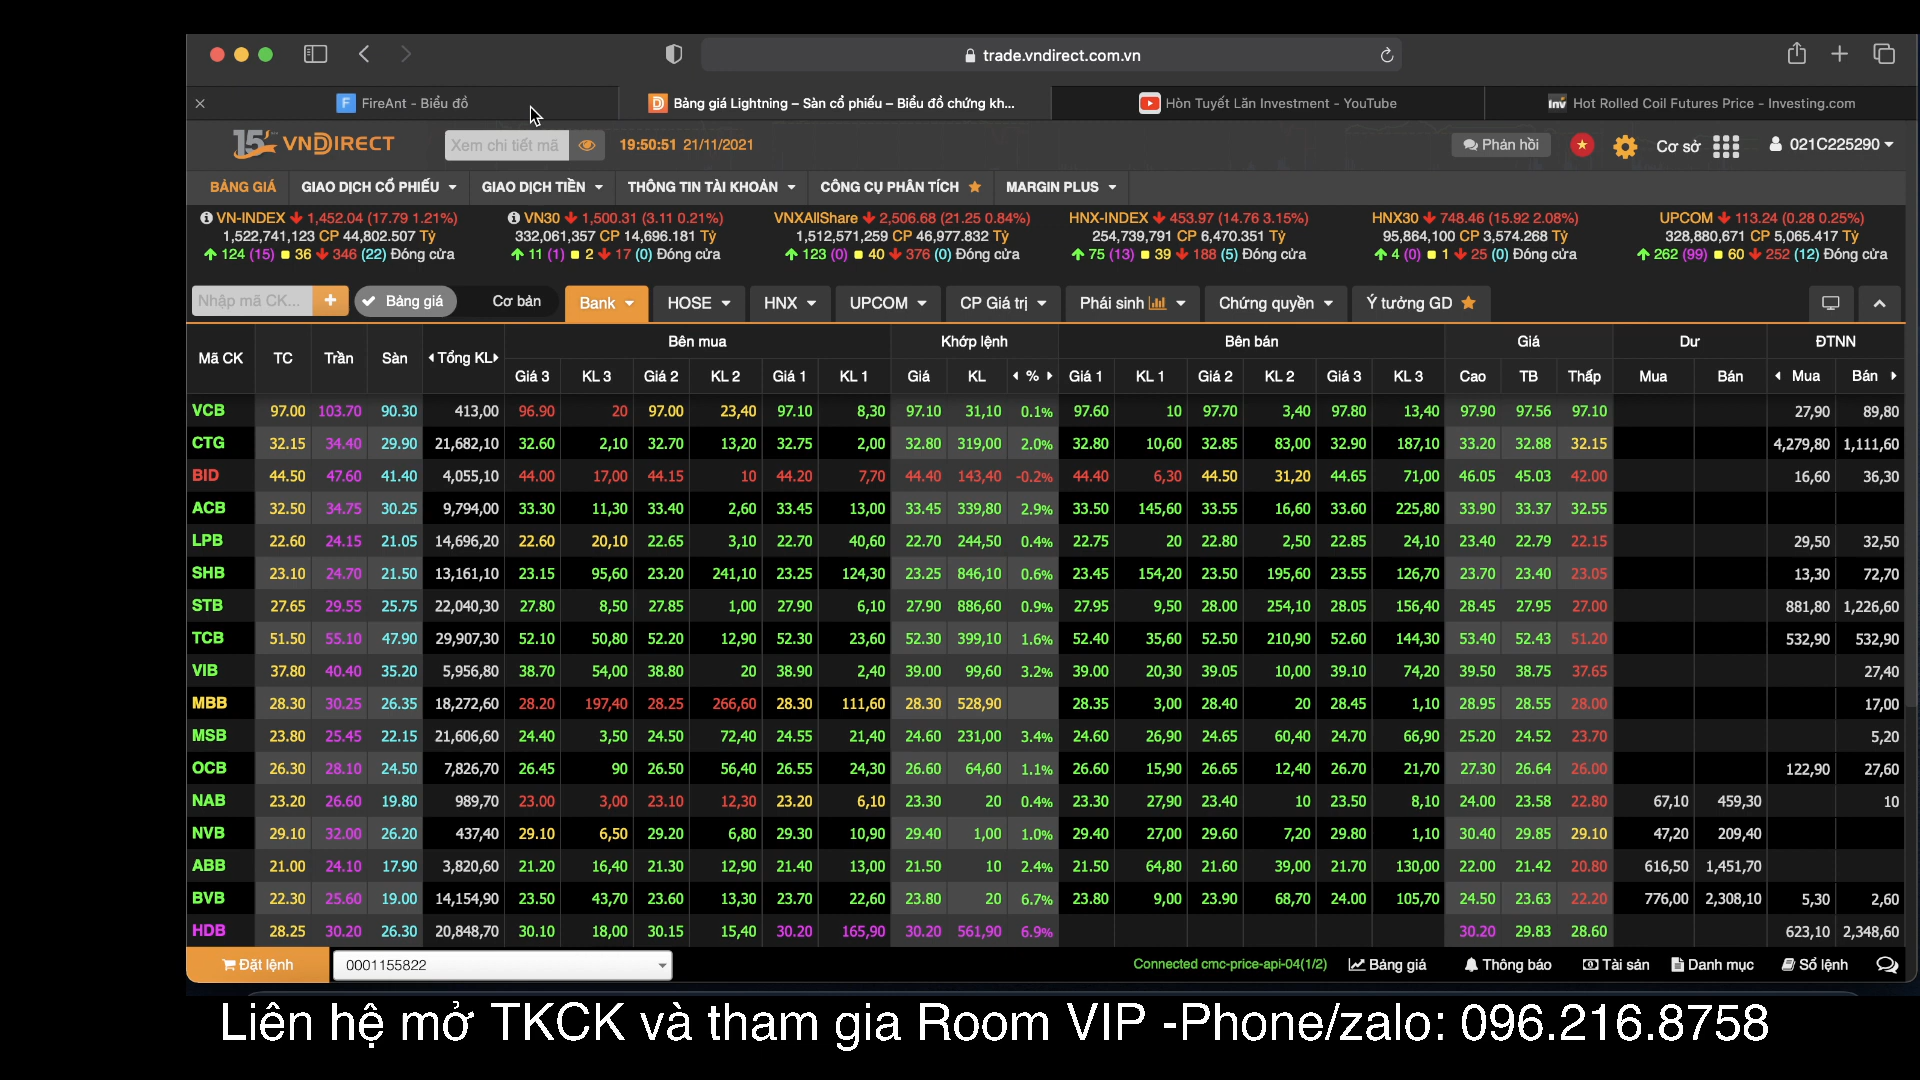 trade.vndirect.com.vn
FireAnt - Biểu đồ
Bảng giá Lightning – Sàn cổ phiếu – Biểu đồ chứng kh...
Hòn Tuyết Lăn Investment - YouTube
Hot Rolled Coil Futures Price - Investing.com
15 VNDIRECT Xem chi tiết mã 19:50:51 21/11/2021 Phản hồi Cơ sở 021C225290
BẢNG GIÁ GIAO DỊCH CỔ PHIẾU GIAO DỊCH TIỀN THÔNG TIN TÀI KHOẢN CÔNG CỤ PHÂN TÍCH MARGIN PLUS
VN-INDEX 1,452.04 (17.79 1.21%) VN30 1,500.31 (3.11 0.21%) VNXAllShare 2,506.68 (21.25 0.84%) HNX-INDEX 453.97 (14.76 3.15%) HNX30 748.46 (15.92 2.08%) UPCOM 113.24 (0.28 0.25%)
1,522,741,123 CP 44,802.507 Tỷ 332,061,357 CP 14,696.181 Tỷ 1,512,571,259 CP 46,977.832 Tỷ 254,739,791 CP 6,470.351 Tỷ 95,864,100 CP 3,574.268 Tỷ 328,880,671 CP 5,065.417 Tỷ
124 (15) 36 346 (22) Đóng cửa 11 (1) 2 17 (0) Đóng cửa 123 (0) 40 376 (0) Đóng cửa 75 (13) 39 188 (5) Đóng cửa 4 (0) 1 25 (0) Đóng cửa 262 (99) 60 252 (12) Đóng cửa
Nhập mã CK... + Bảng giá Cơ bản Bank HOSE HNX UPCOM CP Giá trị Phái sinh Chứng quyền Ý tưởng GD
Mã CK TC Trần Sàn Tổng KL Bên mua Khớp lệnh Bên bán Giá Dư ĐTNN
Giá 3 KL 3 Giá 2 KL 2 Giá 1 KL 1 Giá KL % Giá 1 KL 1 Giá 2 KL 2 Giá 3 KL 3 Cao TB Thấp Mua Bán Mua Bán
VCB 97.00 103.70 90.30 413,00 96.90 20 97.00 23,40 97.10 8,30 97.10 31,10 0.1% 97.60 10 97.70 3,40 97.80 13,40 97.90 97.56 97.10 27,90 89,80
CTG 32.15 34.40 29.90 21,682,10 32.60 2,10 32.70 13,20 32.75 2,00 32.80 319,00 2.0% 32.80 10,60 32.85 83,00 32.90 187,10 33.20 32.88 32.15 4,279,80 1,111,60
BID 44.50 47.60 41.40 4,055,10 44.00 17,00 44.15 10 44.20 7,70 44.40 143,40 -0.2% 44.40 6,30 44.50 31,20 44.65 71,00 46.05 45.03 42.00 16,60 36,30
ACB 32.50 34.75 30.25 9,794,00 33.30 11,30 33.40 2,60 33.45 13,00 33.45 339,80 2.9% 33.50 145,60 33.55 16,60 33.60 225,80 33.90 33.37 32.55
LPB 22.60 24.15 21.05 14,696,20 22.60 20,10 22.65 3,10 22.70 40,60 22.70 244,50 0.4% 22.75 20 22.80 2,50 22.85 24,10 23.40 22.79 22.15 29,50 32,50
SHB 23.10 24.70 21.50 13,161,10 23.15 95,60 23.20 241,10 23.25 124,30 23.25 846,10 0.6% 23.45 154,20 23.50 195,60 23.55 126,70 23.70 23.40 23.05 13,30 72,70
STB 27.65 29.55 25.75 22,040,30 27.80 8,50 27.85 1,00 27.90 6,10 27.90 886,60 0.9% 27.95 9,50 28.00 254,10 28.05 156,40 28.45 27.95 27.00 881,80 1,226,60
TCB 51.50 55.10 47.90 29,907,30 52.10 50,80 52.20 12,90 52.30 23,60 52.30 399,10 1.6% 52.40 35,60 52.50 210,90 52.60 144,30 53.40 52.43 51.20 532,90 532,90
VIB 37.80 40.40 35.20 5,956,80 38.70 54,00 38.80 20 38.90 2,40 39.00 99,60 3.2% 39.00 20,30 39.05 10,00 39.10 74,20 39.50 38.75 37.65 27,40
MBB 28.30 30.25 26.35 18,272,60 28.20 197,40 28.25 266,60 28.30 111,60 28.30 528,90 28.35 3,00 28.40 20 28.45 1,10 28.95 28.55 28.00 17,00
MSB 23.80 25.45 22.15 21,606,60 24.40 3,50 24.50 72,40 24.55 21,40 24.60 231,00 3.4% 24.60 26,90 24.65 60,40 24.70 66,90 25.20 24.52 23.70 5,20
OCB 26.30 28.10 24.50 7,826,70 26.45 90 26.50 56,40 26.55 24,30 26.60 64,60 1.1% 26.60 15,90 26.65 12,40 26.70 21,70 27.30 26.64 26.00 122,90 27,60
NAB 23.20 26.60 19.80 989,70 23.00 3,00 23.10 12,30 23.20 6,10 23.30 20 0.4% 23.30 27,90 23.40 10 23.50 8,10 24.00 23.58 22.80 67,10 459,30 10
NVB 29.10 32.00 26.20 437,40 29.10 6,50 29.20 6,80 29.30 10,90 29.40 1,00 1.0% 29.40 27,00 29.60 7,20 29.80 1,10 30.40 29.85 29.10 47,20 209,40
ABB 21.00 24.10 17.90 3,820,60 21.20 16,40 21.30 12,90 21.40 13,00 21.50 10 2.4% 21.50 64,80 21.60 39,00 21.70 130,00 22.00 21.42 20.80 616,50 1,451,70
BVB 22.30 25.60 19.00 14,154,90 23.50 43,70 23.60 13,30 23.70 22,60 23.80 20 6.7% 23.80 9,00 23.90 68,70 24.00 105,70 24.50 23.63 22.20 776,00 2,308,10 5,30 2,60
HDB 28.25 30.20 26.30 20,848,70 30.10 18,00 30.15 15,40 30.20 165,90 30.20 561,90 6.9% 30.20 29.83 28.60 623,10 2,348,60
Đặt lệnh 0001155822 Connected cmc-price-api-04(1/2) Bảng giá Thông báo Tài sản Danh mục Sổ lệnh
Liên hệ mở TKCK và tham gia Room VIP -Phone/zalo: 096.216.8758